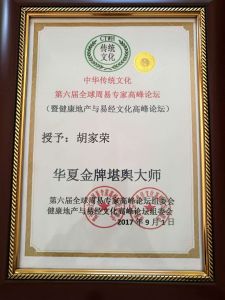 CTWH
传统
文化
中华传统文化
第六届全球周易专家高峰论坛
（暨健康地产与易经文化高峰论坛）
授予：胡家荣
华夏金牌堪舆大师
第六届全球周易专家高峰论坛组委会
健康地产与易经文化高峰论坛组委会
2017年9月1日